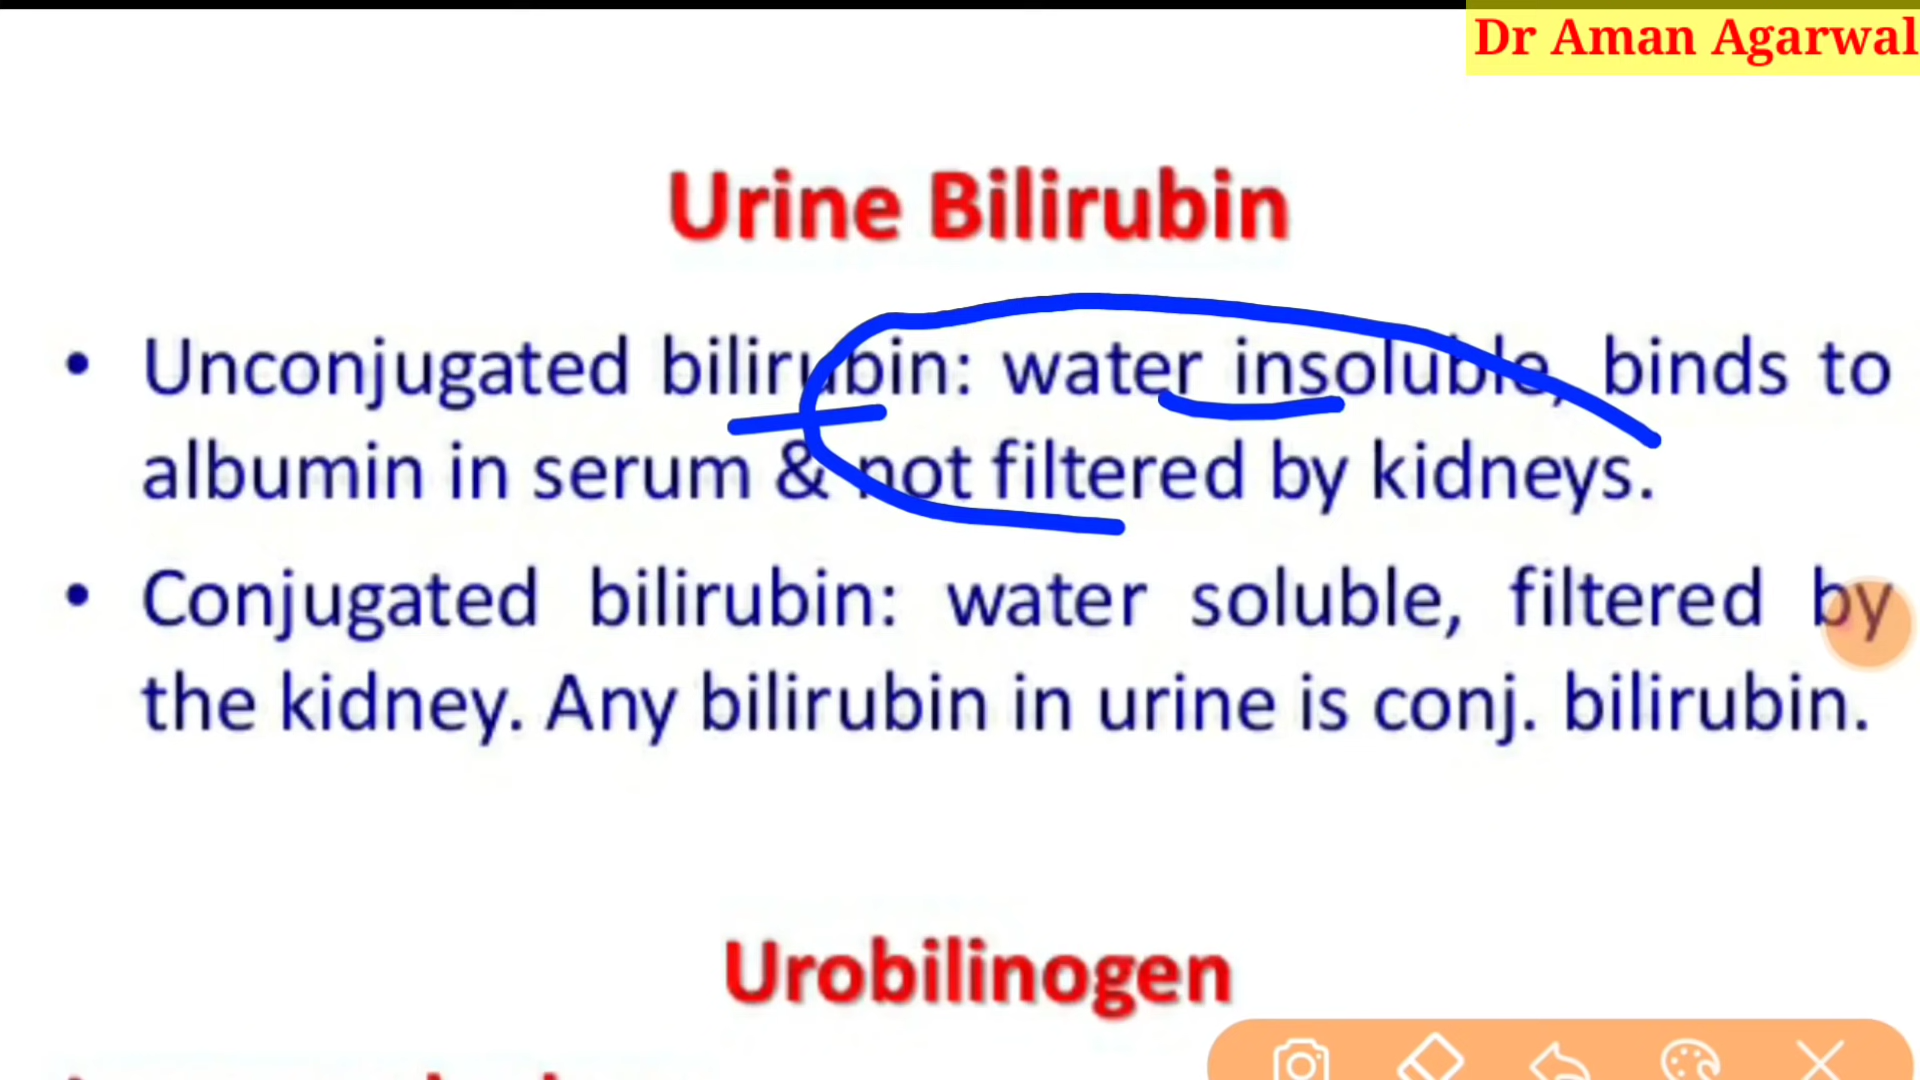 Dr Aman Agarwal
Urine Bilirubin
• Unconjugated bilirubin: water insoluble, binds to
albumin in serum & not filtered by kidneys.
• Conjugated bilirubin: water soluble, filtered by
the kidney. Any bilirubin in urine is conj. bilirubin.
Urobilinogen